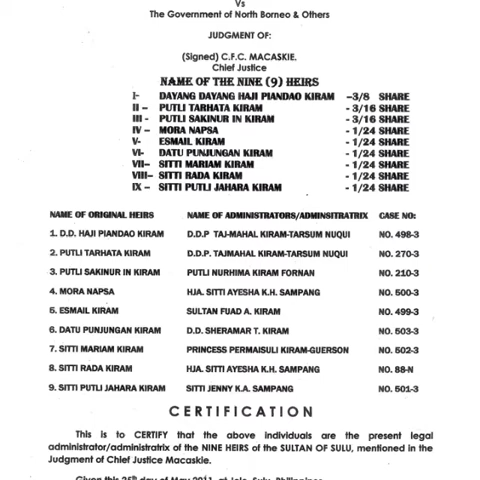 Vs
The Government of North Borneo & Others
JUDGMENT OF:
(Signed) C.F.C. MACASKIE.
Chief Justice
NAME OF THE NINE (9) HEIRS
I- DAYANG DAYANG HAJI PIANDAO KIRAM –3/8 SHARE
II – PUTLI TARHATA KIRAM - 3/16 SHARE
III - PUTLI SAKINUR IN KIRAM - 3/16 SHARE
IV – MORA NAPSA - 1/24 SHARE
V- ESMAIL KIRAM - 1/24 SHARE
VI- DATU PUNJUNGAN KIRAM - 1/24 SHARE
VII– SITTI MARIAM KIRAM - 1/24 SHARE
VIII– SITTI RADA KIRAM - 1/24 SHARE
IX – SITTI PUTLI JAHARA KIRAM - 1/24 SHARE
NAME OF ORIGINAL HEIRS NAME OF ADMINISTRATORS/ADMINSITRATRIX CASE NO:
1. D.D. HAJI PIANDAO KIRAM D.D.P TAJ-MAHAL KIRAM-TARSUM NUQUI NO. 498-3
2. PUTLI TARHATA KIRAM D.D.P. TAJMAHAL KIRAM-TARSUM NUQUI NO. 270-3
3. PUTLI SAKINUR IN KIRAM PUTLI NURHIMA KIRAM FORNAN NO. 210-3
4. MORA NAPSA HJA. SITTI AYESHA K.H. SAMPANG NO. 500-3
5. ESMAIL KIRAM SULTAN FUAD A. KIRAM NO. 499-3
6. DATU PUNJUNGAN KIRAM D.D. SHERAMAR T. KIRAM NO. 503-3
7. SITTI MARIAM KIRAM PRINCESS PERMAISULI KIRAM-GUERSON NO. 502-3
8. SITTI RADA KIRAM HJA. SITTI AYESHA K.H. SAMPANG NO. 88-N
9. SITTI PUTLI JAHARA KIRAM SITTI JENNY K.A. SAMPANG NO. 501-3
CERTIFICATION
This is to CERTIFY that the above individuals are the present legal
administrator/administratrix of the NINE HEIRS of the SULTAN OF SULU, mentioned in the
Judgment of Chief Justice Macaskie.
Given this 25th day of May 2011, at Jolo, Sulu, Philippines